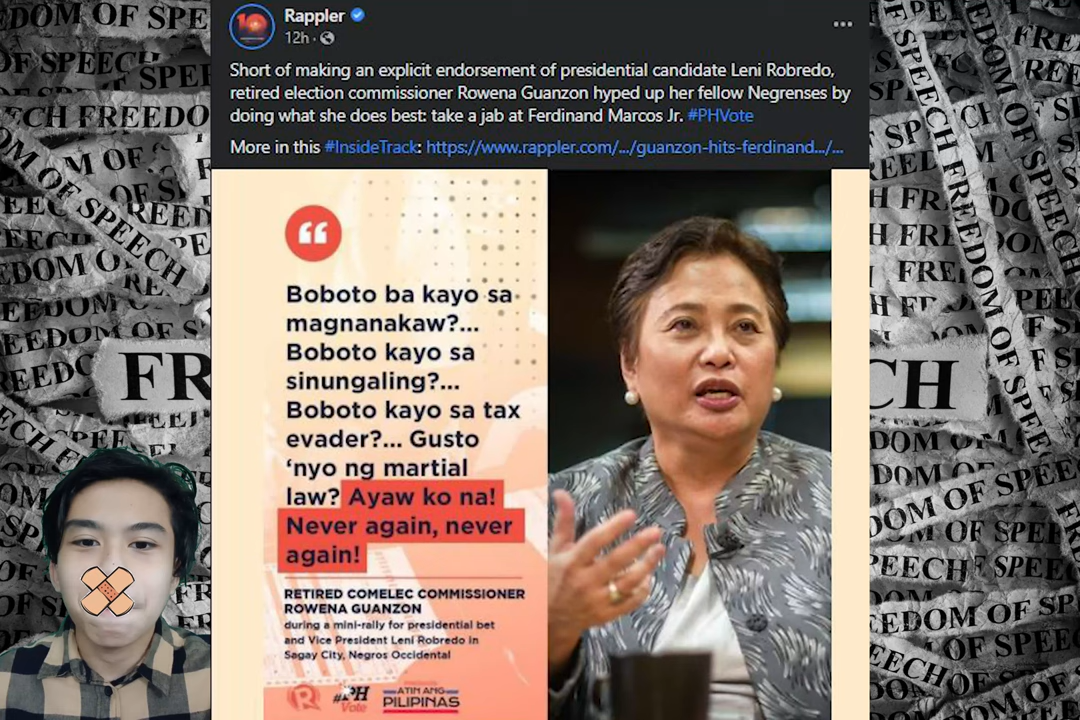 Rappler
12h
Short of making an explicit endorsement of presidential candidate Leni Robredo,
retired election commissioner Rowena Guanzon hyped up her fellow Negrenses by
doing what she does best: take a jab at Ferdinand Marcos Jr. #PHVote
More in this #InsideTrack: https://www.rappler.com/.../guanzon-hits-ferdinand.../...
Boboto ba kayo sa
magnanakaw?...
Boboto kayo sa
sinungaling?...
Boboto kayo sa tax
evader?... Gusto
‘nyo ng martial
law? Ayaw ko na!
Never again, never
again!
RETIRED COMELEC COMMISSIONER
ROWENA GUANZON
during a mini-rally for presidential bet
and Vice President Leni Robredo in
Sagay City, Negros Occidental
#PH
Vote
ATIN ANG
PILIPINAS
FREEDOM OF SPEECH